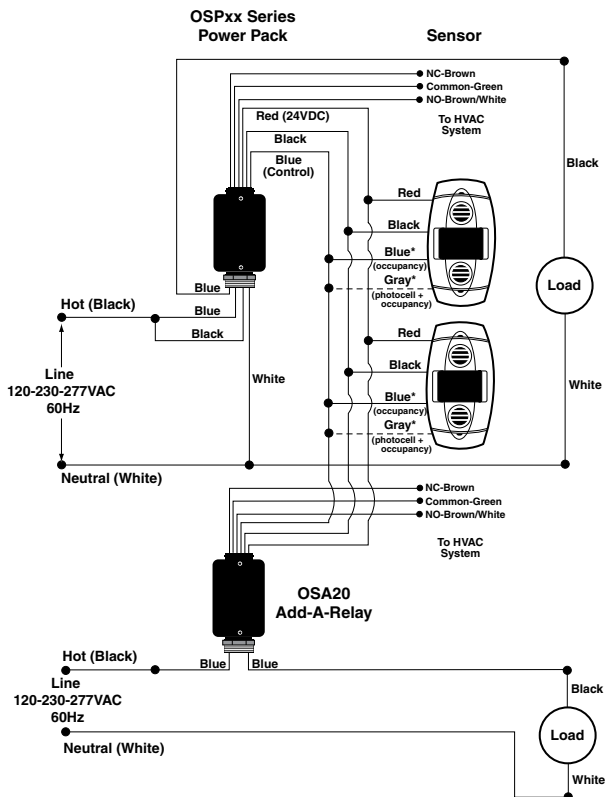 OSPxx Series
Power Pack
Sensor
NC-Brown
Common-Green
NO-Brown/White
Red (24VDC)
To HVAC
System
Black
Blue
(Control)
Black
Red
Black
Blue*
(occupancy)
Gray*
(photocell +
occupancy)
Load
Blue
Hot (Black)
Blue
Black
Red
Black
Line
120-230-277VAC
60Hz
White
White
Blue*
(occupancy)
Gray*
(photocell +
occupancy)
Neutral (White)
NC-Brown
Common-Green
NO-Brown/White
To HVAC
System
OSA20
Add-A-Relay
Hot (Black)
Blue
Blue
Line
120-230-277VAC
60Hz
Black
Load
Neutral (White)
White